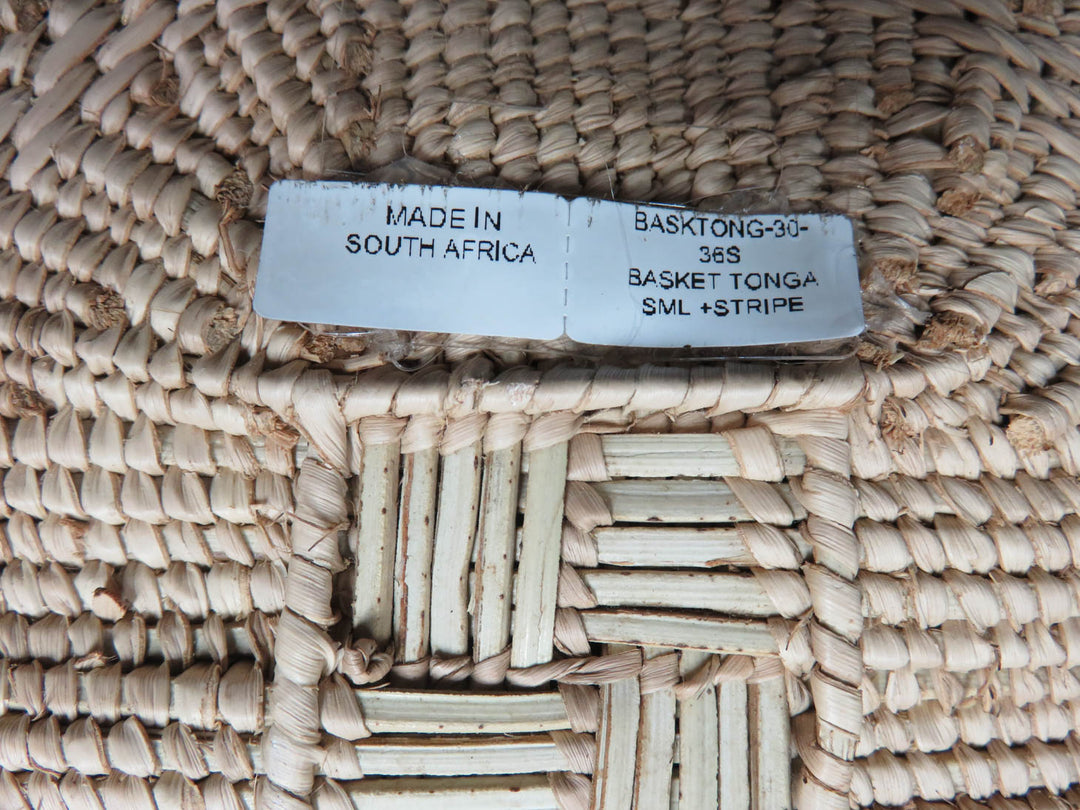 MADE IN
SOUTH AFRICA
BASKTONG-30-
36S
BASKET TONGA
SML +STRIPE